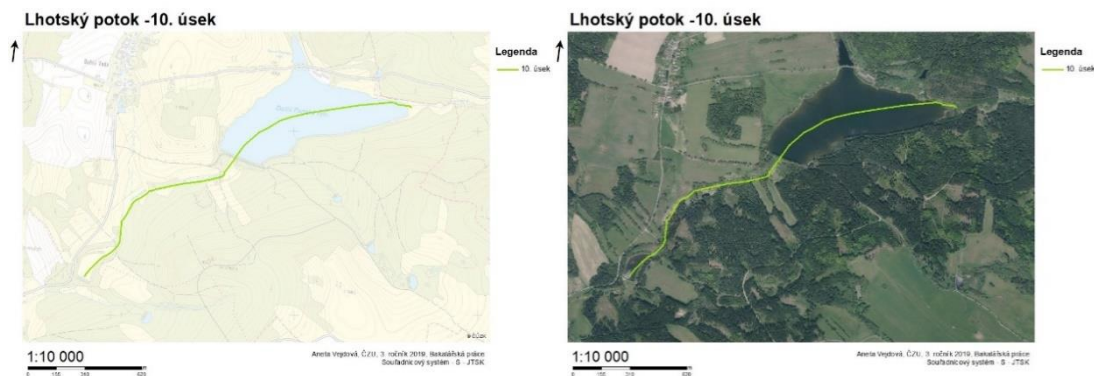 Lhotský potok -10. úsek
Legenda
10. úsek
1:10 000
Aneta Vejdová, ČZU, 3. ročník 2019, Bakalářská práce
Souřadnicový systém - S - JTSK
Lhotský potok -10. úsek
Legenda
10. úsek
1:10 000
Aneta Vejdová, ČZU, 3. ročník 2019, Bakalářská práce
Souřadnicový systém - S - JTSK